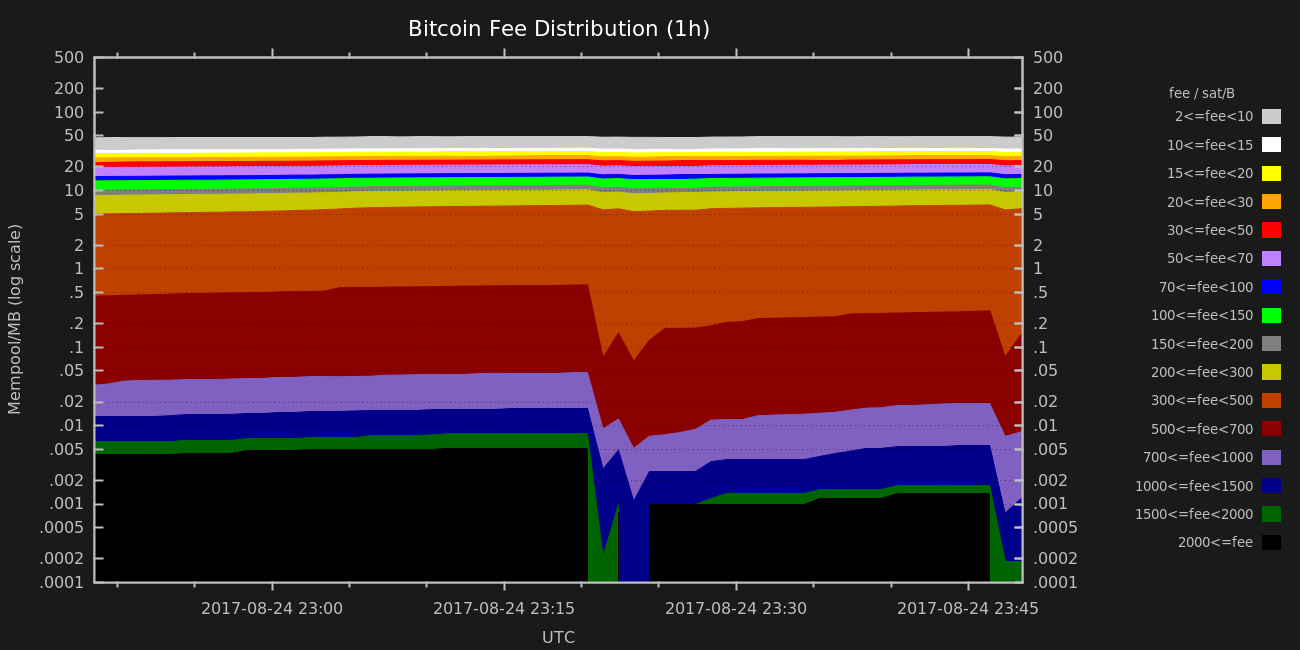 Bitcoin Fee Distribution (1h)
500
200
100
50
20
10
5
2
1
.5
.2
.1
.05
.02
.01
.005
.002
.001
.0005
.0002
.0001
Mempool/MB (log scale)
500
200
100
50
20
10
5
2
1
.5
.2
.1
.05
.02
.01
.005
.002
.001
.0005
.0002
.0001
2017-08-24 23:00
2017-08-24 23:15
2017-08-24 23:30
2017-08-24 23:45
UTC
fee / sat/B
2<=fee<10
10<=fee<15
15<=fee<20
20<=fee<30
30<=fee<50
50<=fee<70
70<=fee<100
100<=fee<150
150<=fee<200
200<=fee<300
300<=fee<500
500<=fee<700
700<=fee<1000
1000<=fee<1500
1500<=fee<2000
2000<=fee